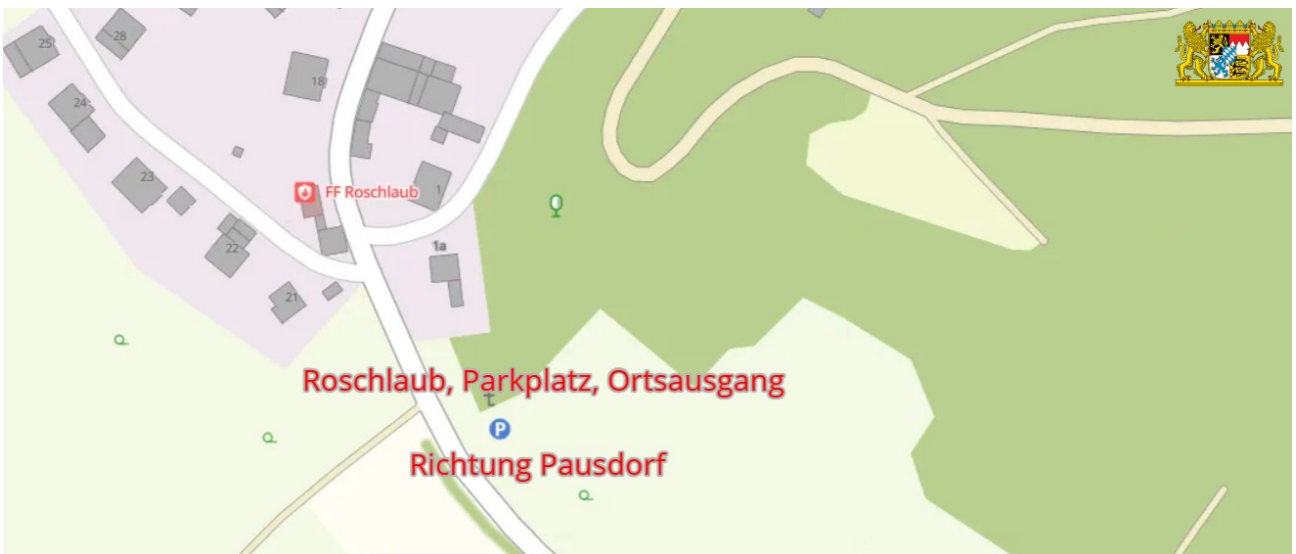 25
28
18
24
23
FF Roschlaub
1
22
1a
21
Roschlaub, Parkplatz, Ortsausgang
P
Richtung Pausdorf